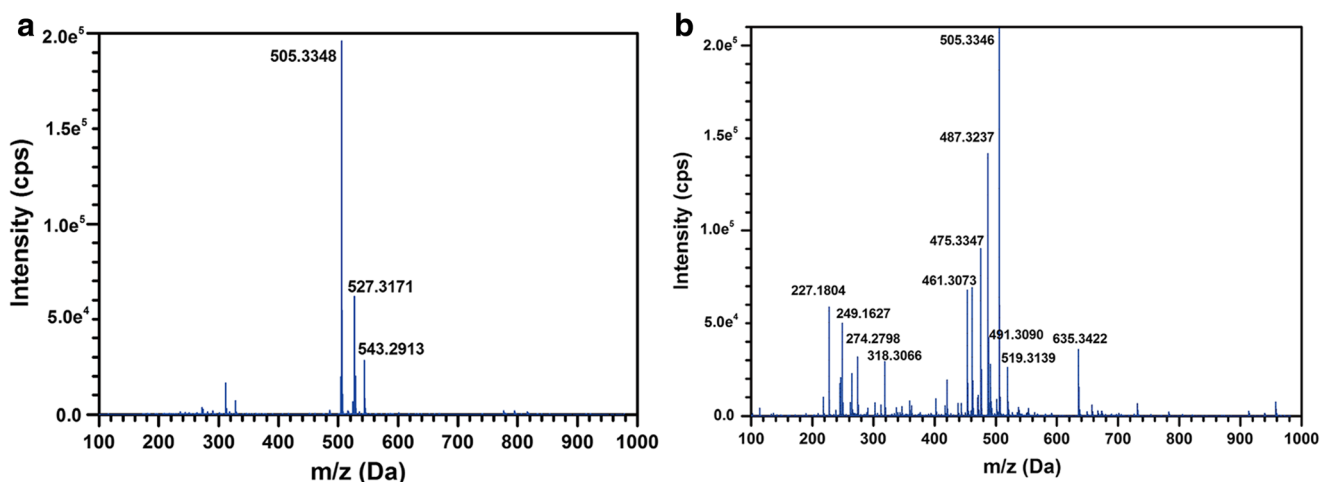 a
2.0e5
505.3348
1.5e5
1.0e5
527.3171
5.0e4
543.2913
0.0
100 200 300 400 500 600 700 800 900 1000
m/z (Da)
Intensity (cps)
b
2.0e5
505.3346
1.5e5
487.3237
1.0e5
475.3347
461.3073
227.1804
5.0e4
249.1627
491.3090
635.3422
274.2798
519.3139
318.3066
0.0
100 200 300 400 500 600 700 800 900 1000
m/z (Da)
Intensity (cps)